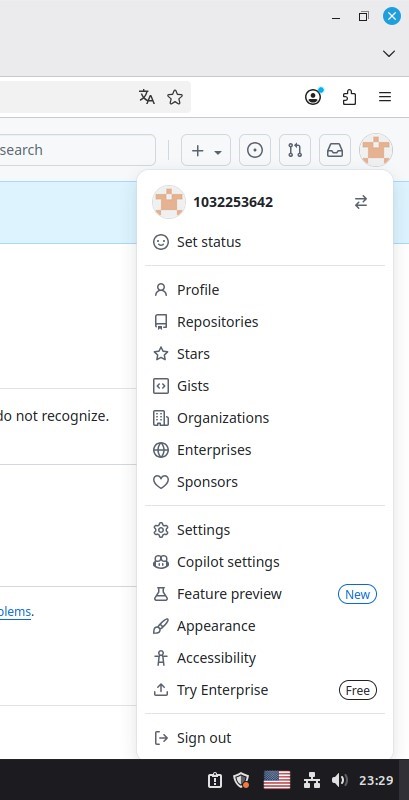 search
1032253642
Set status
Profile
Repositories
Stars
do not recognize.
Gists
Organizations
Enterprises
Sponsors
Settings
Copilot settings
Feature preview New
blems.
Appearance
Accessibility
Try Enterprise Free
Sign out
23:29